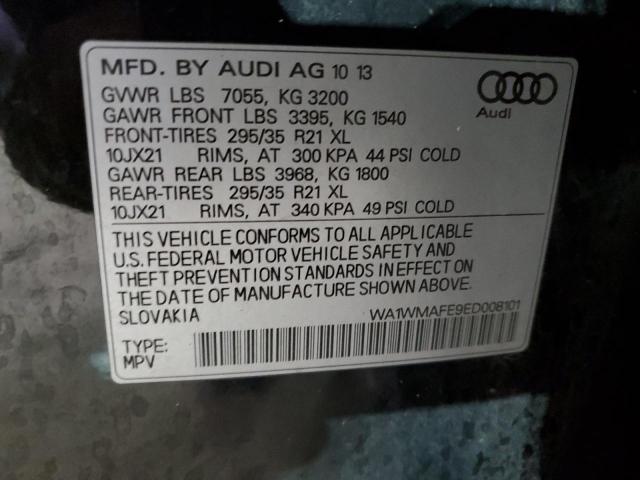 MFD. BY AUDI AG 10 13
GVWR LBS 7055, KG 3200
GAWR FRONT LBS 3395, KG 1540
FRONT-TIRES 295/35 R21 XL
10JX21 RIMS, AT 300 KPA 44 PSI COLD
GAWR REAR LBS 3968, KG 1800
REAR-TIRES 295/35 R21 XL
10JX21 RIMS, AT 340 KPA 49 PSI COLD
Audi
THIS VEHICLE CONFORMS TO ALL APPLICABLE
U.S. FEDERAL MOTOR VEHICLE SAFETY AND
THEFT PREVENTION STANDARDS IN EFFECT ON
THE DATE OF MANUFACTURE SHOWN ABOVE.
SLOVAKIA WA1WMAFE9ED008101
TYPE:
MPV